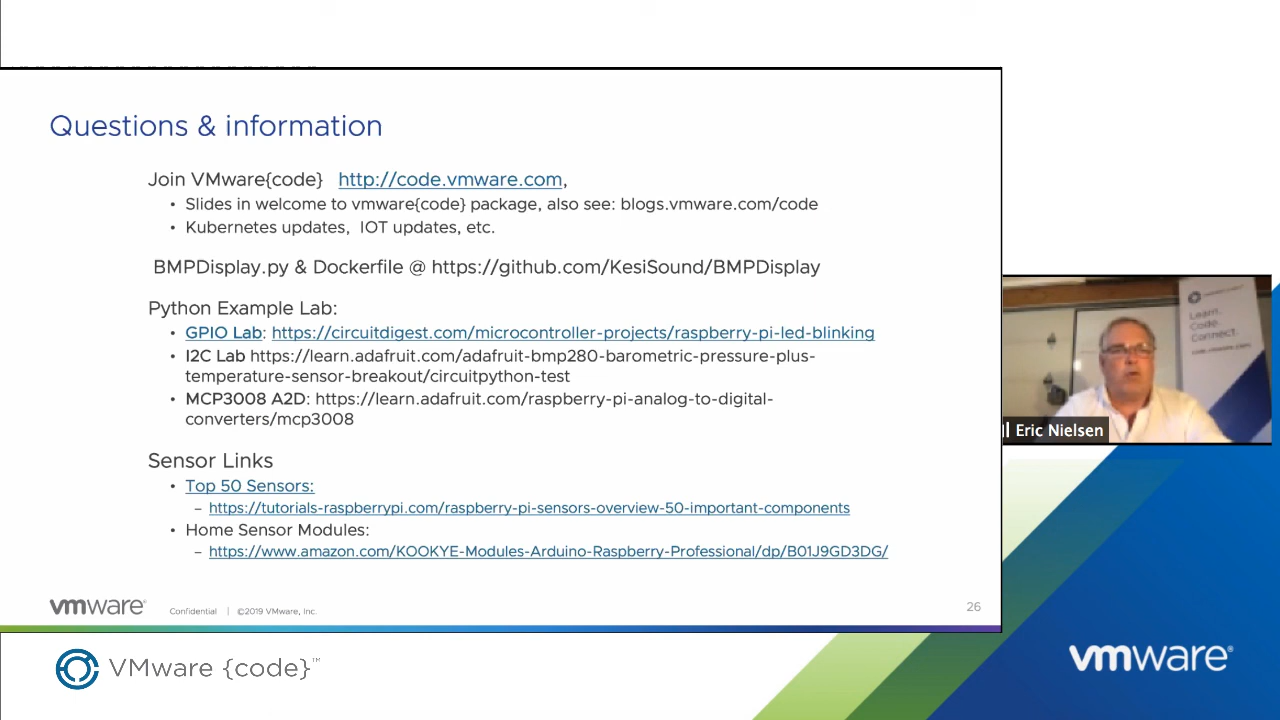 Questions & information
Join VMware{code} http://code.vmware.com,
• Slides in welcome to vmware{code} package, also see: blogs.vmware.com/code
• Kubernetes updates, IOT updates, etc.
BMPDisplay.py & Dockerfile @ https://github.com/KesiSound/BMPDisplay
Python Example Lab:
• GPIO Lab: https://circuitdigest.com/microcontroller-projects/raspberry-pi-led-blinking
• I2C Lab https://learn.adafruit.com/adafruit-bmp280-barometric-pressure-plus-
temperature-sensor-breakout/circuitpython-test
• MCP3008 A2D: https://learn.adafruit.com/raspberry-pi-analog-to-digital-
converters/mcp3008
Sensor Links
• Top 50 Sensors:
– https://tutorials-raspberrypi.com/raspberry-pi-sensors-overview-50-important-components
• Home Sensor Modules:
– https://www.amazon.com/KOOKYE-Modules-Arduino-Raspberry-Professional/dp/B01J9GD3DG/
vmware® Confidential | ©2019 VMware, Inc.
26
Learn.
Code.
Connect.
Eric Nielsen
VMware {code}™
vmware®